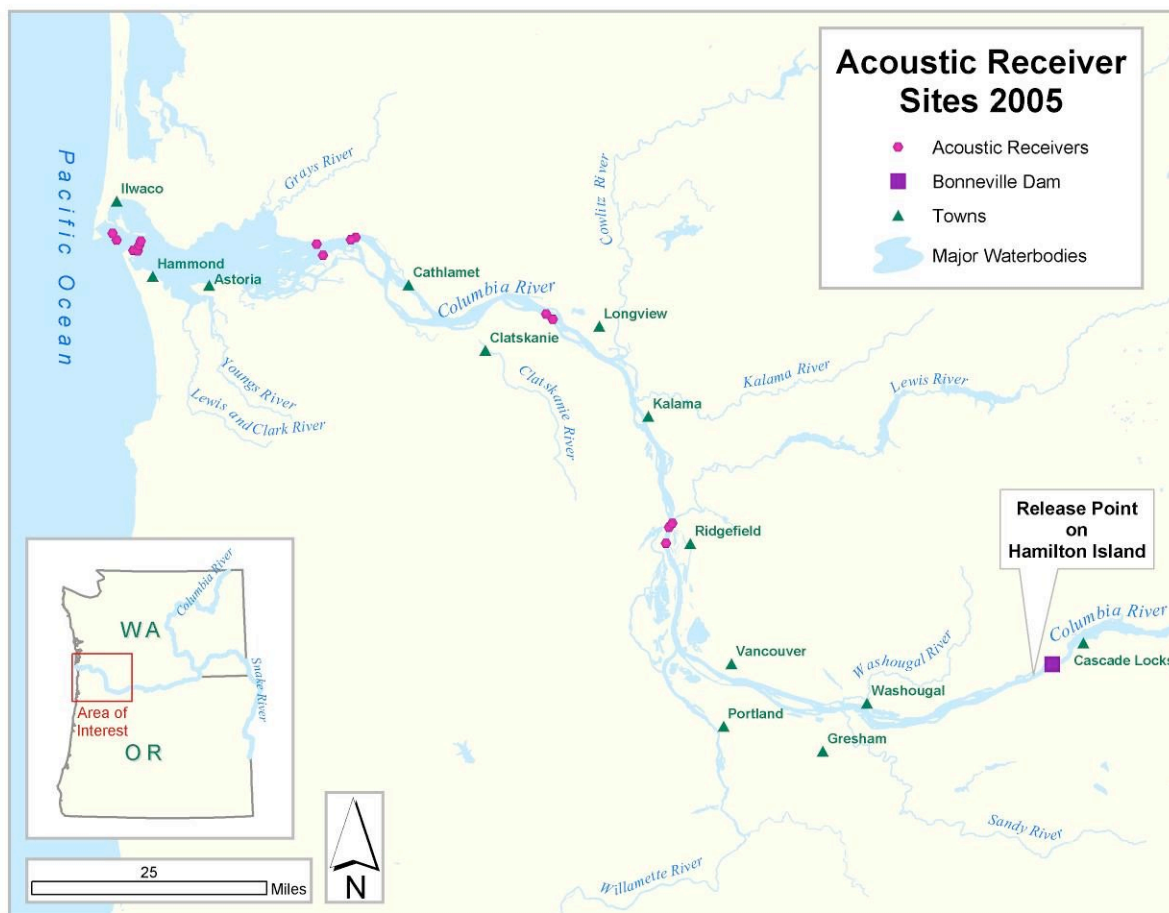 Acoustic Receiver
Sites 2005
Acoustic Receivers
Bonneville Dam
Towns
Major Waterbodies
Pacific Ocean
Ilwaco
Grays River
Cowlitz River
Hammond
Astoria
Cathlamet
Columbia River
Longview
Clatskanie
Youngs River
Lewis and Clark River
Clatskanie River
Kalama River
Lewis River
Kalama
Ridgefield
Release Point
on
Hamilton Island
Columbia River
Cascade Locks
Vancouver
Washougal River
Washougal
Portland
Gresham
Sandy River
Willamette River
Columbia River
WA
Snake River
Area of
Interest
OR
25
Miles
N